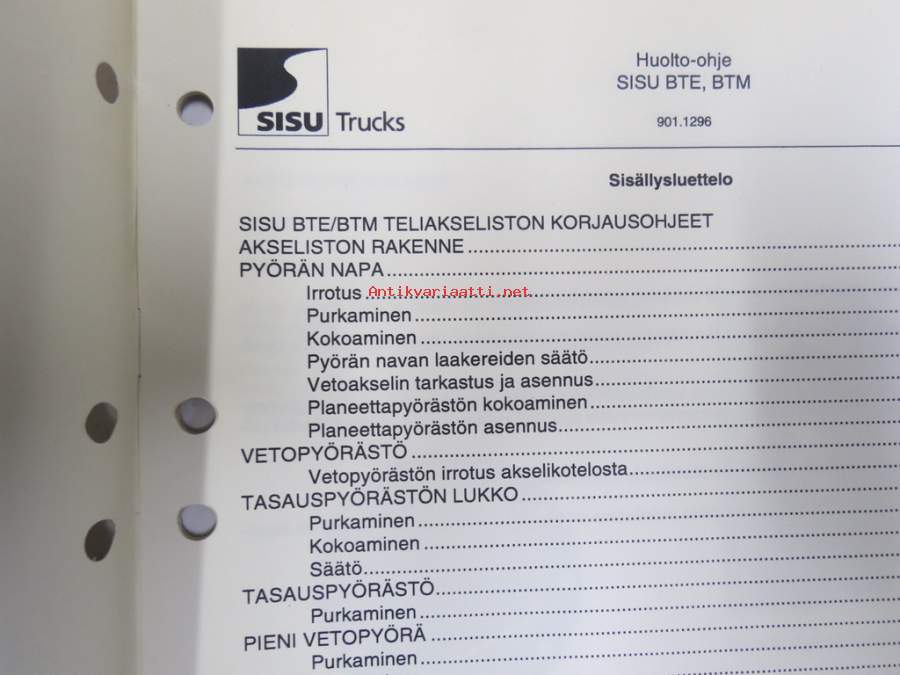 SISU Trucks
Huolto-ohje
SISU BTE, BTM
901.1296
Sisällysluettelo
SISU BTE/BTM TELIAKSELISTON KORJAUSOHJEET
AKSELISTON RAKENNE
PYÖRÄN NAPA
Irrotus
Antikvariaatti.net
Purkaminen
Kokoaminen
Pyörän navan laakereiden säätö
Vetoakselin tarkastus ja asennus
Planeettapyörästön kokoaminen
Planeettapyörästön asennus
VETOPYÖRÄSTÖ
Vetopyörästön irrotus akselikotelosta
TASAUSPYÖRÄSTÖN LUKKO
Purkaminen
Kokoaminen
Säätö
TASAUSPYÖRÄSTÖ
Purkaminen
PIENI VETOPYÖRÄ
Purkaminen